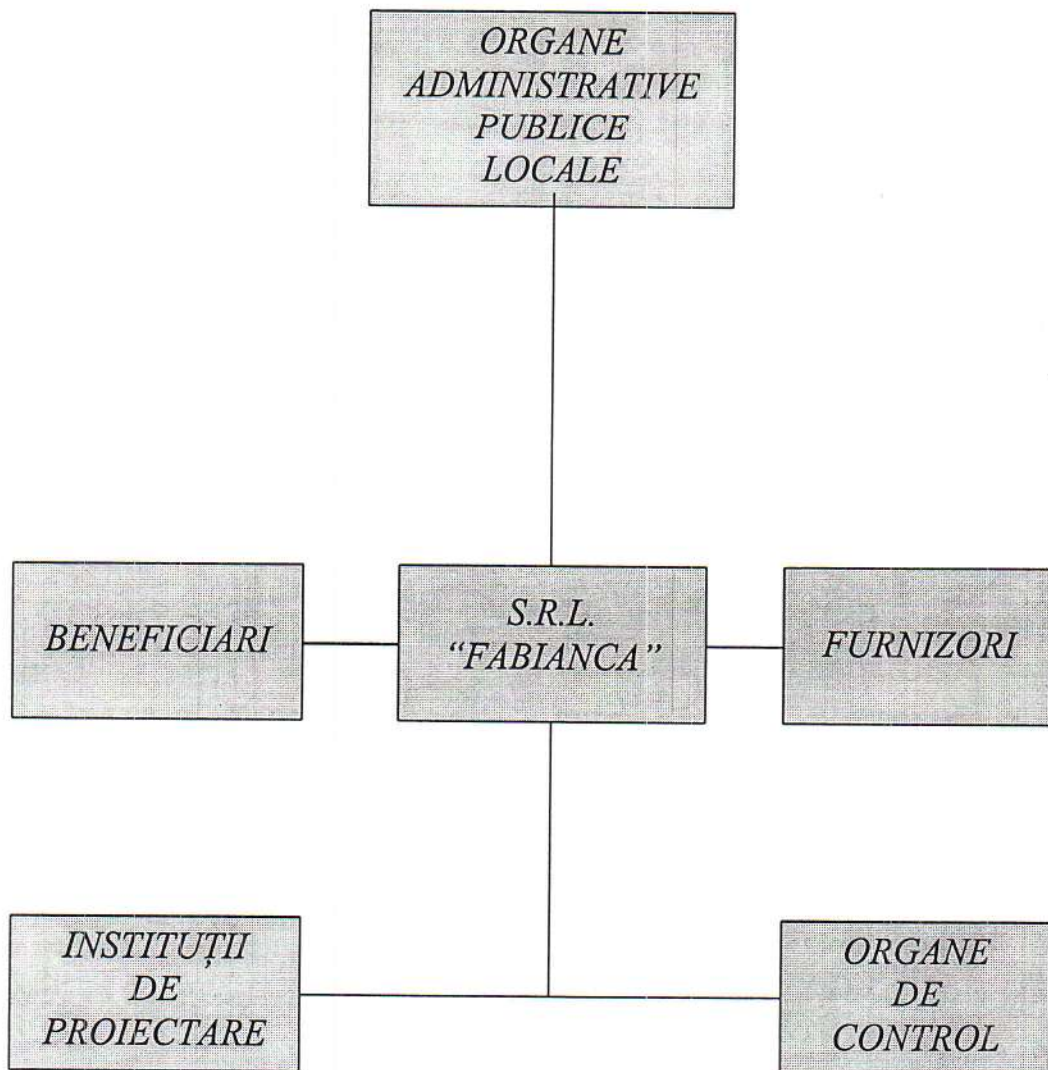 ORGANE
ADMINISTRATIVE
PUBLICE
LOCALE
BENEFICIARI
S.R.L.
“FABIANCA”
FURNIZORI
INSTITUȚII
DE
PROIECTARE
ORGANE
DE
CONTROL